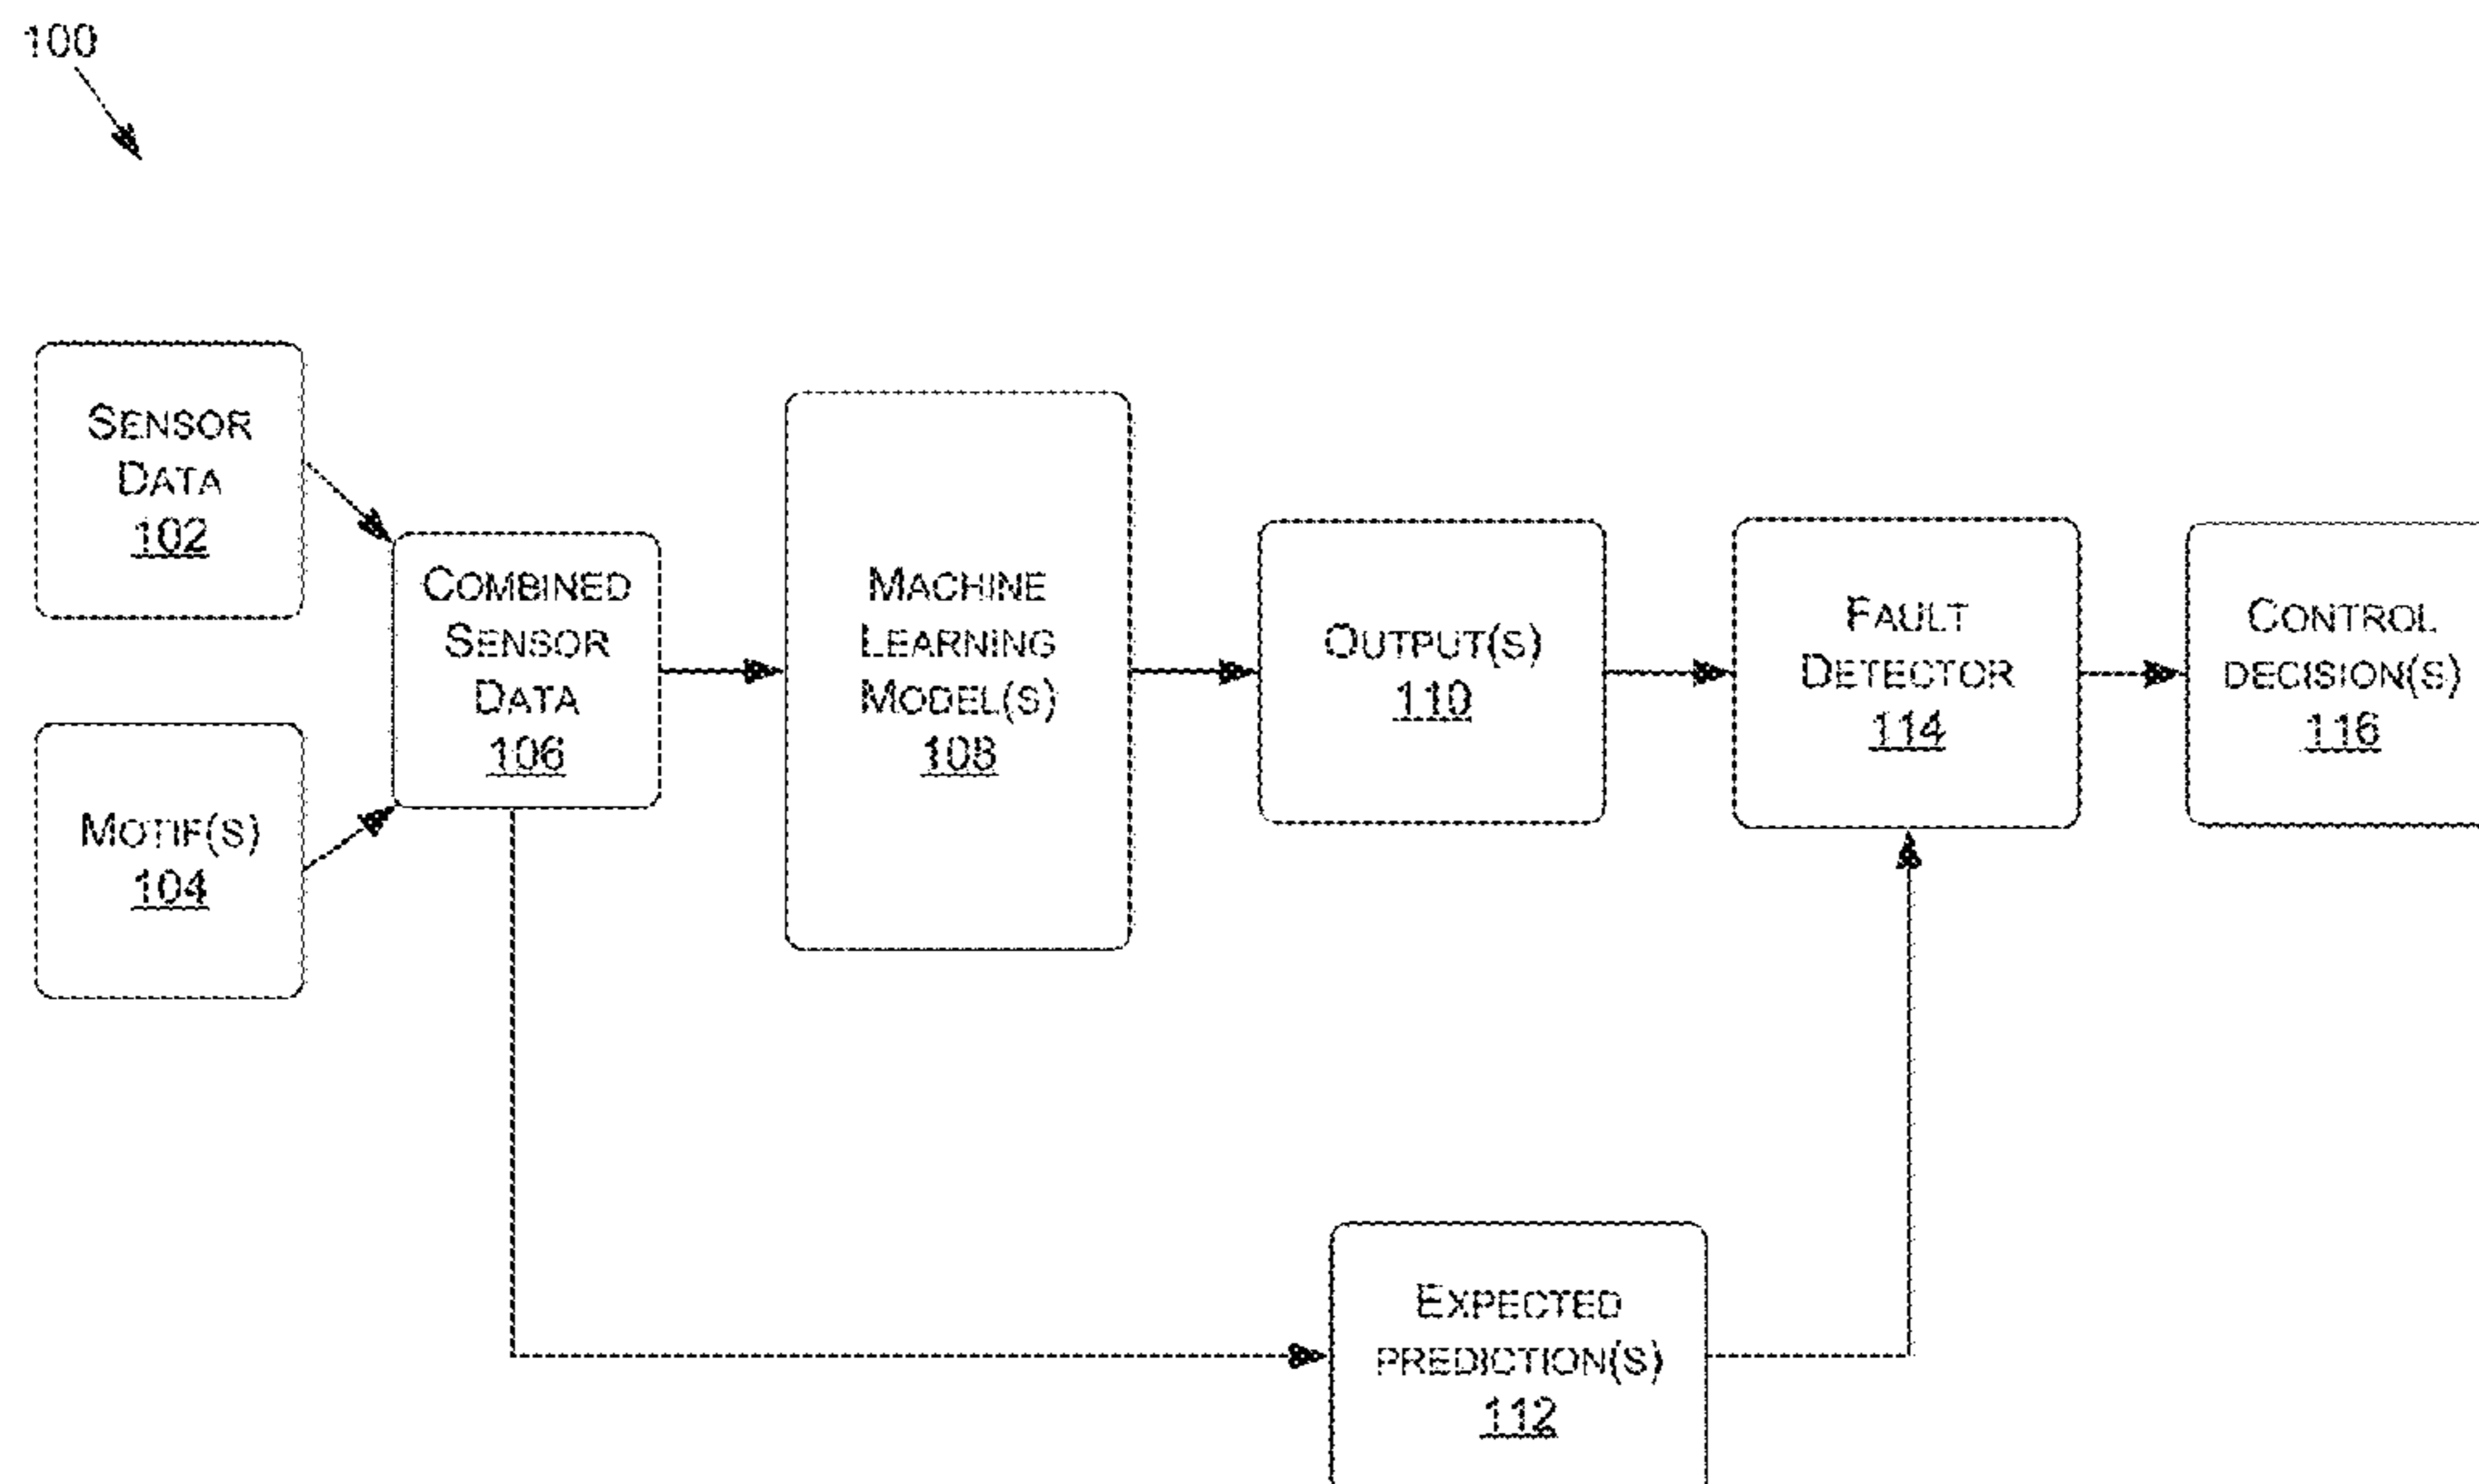 100
SENSOR
DATA
102
MOTIF(S)
104
COMBINED
SENSOR
DATA
106
MACHINE
LEARNING
MODEL(S)
108
OUTPUT(S)
110
FAULT
DETECTOR
114
CONTROL
DECISION(S)
116
EXPECTED
PREDICTION(S)
112